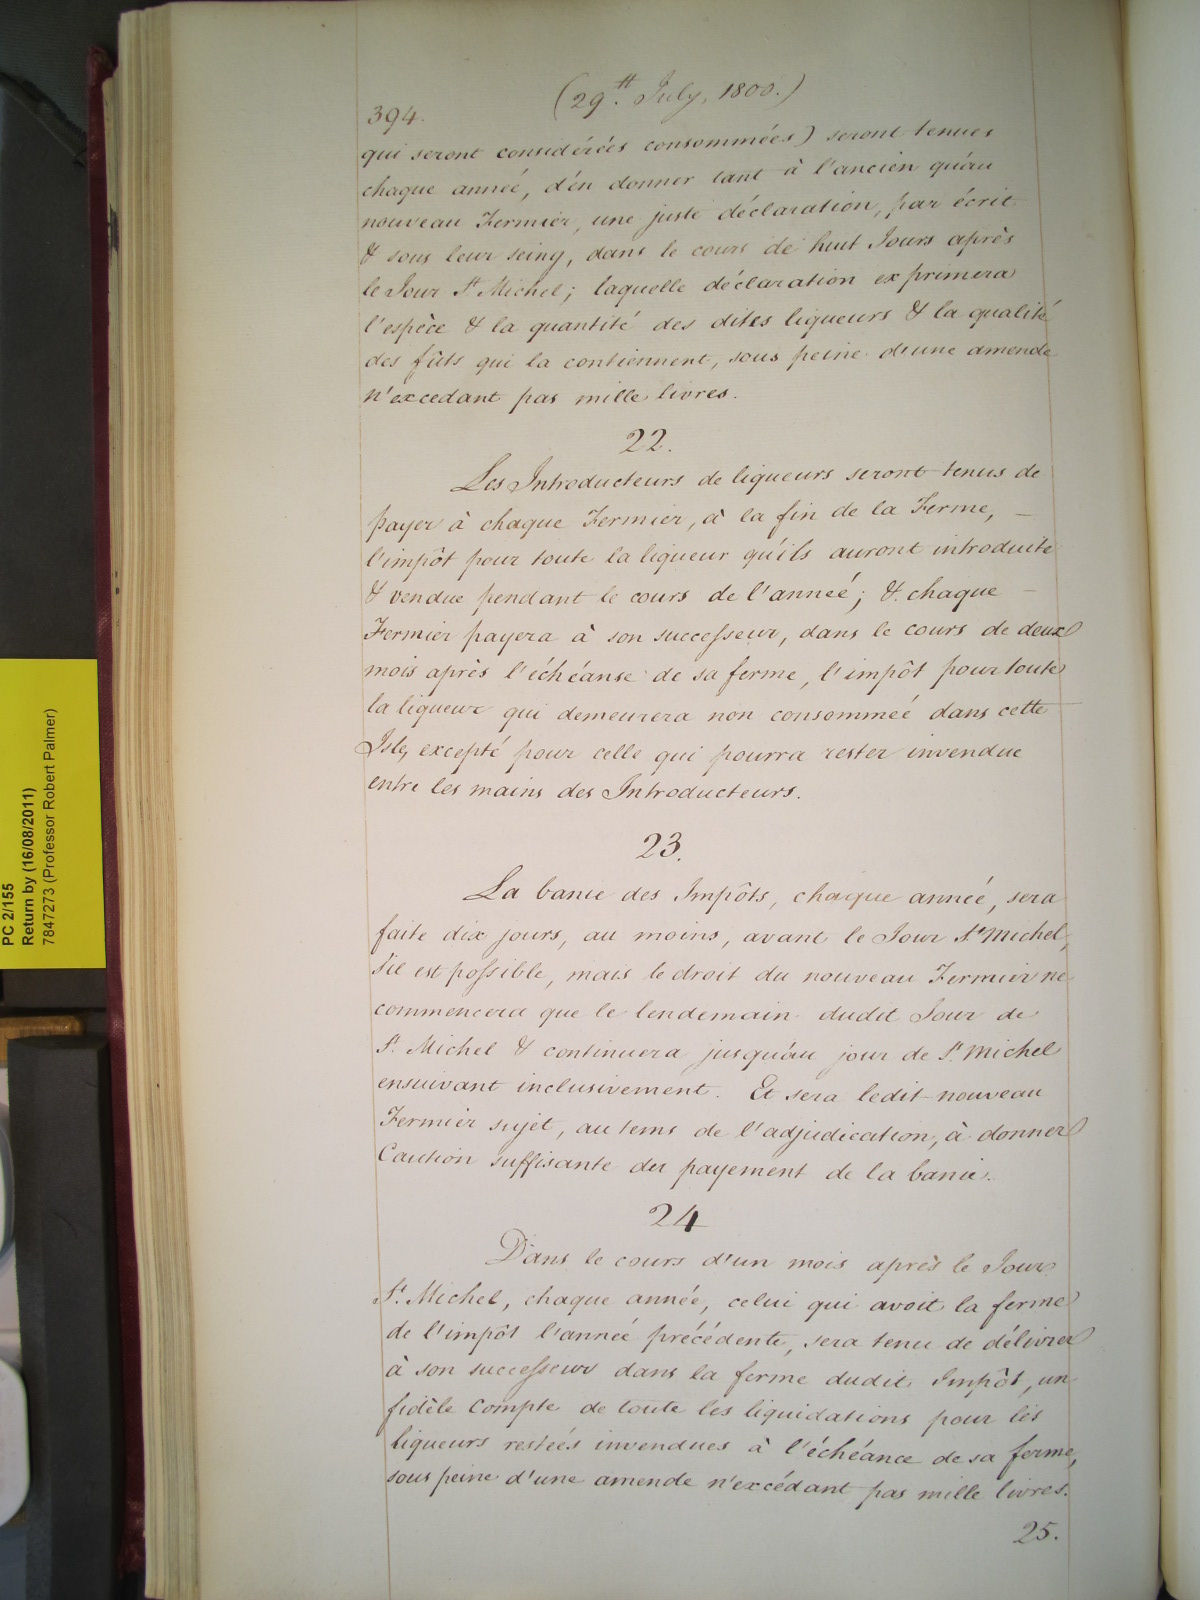 394.
(29.tt July, 1800.)
qui seront considéréés consomméés) seront tenues
chaque annéé, d'en donner tant à l'ancien qu'au
nouveau Fermier, une juste déclaration, par écrit
& sous leur seing, dans le cours de huit Jours après
le Jour St. Michel; laquelle déclaration exprimera
l'espèce & la quantité des dites liqueurs & la qualité
des fûts qui la contiennent, sous peine d'une amende
n'excedant pas mille livres.
22.
Les Introducteurs de liqueurs seront tenus de
payer à chaque Fermier, à la fin de la Ferme, —
l'impôt pour toute la liqueur qu'ils auront introduite
& vendue pendant le cours de l'annéé; &. chaque —
Fermier payera à son successeur, dans le cours de deux
mois après l'échéanse de sa ferme, l'impôt pour toute
la liqueur qui demeurera non consomméé dans cette
Isle, excepté pour celle qui pourra rester invendue
entre les mains des Introducteurs.
23.
La banie des Impôts, chaque annéé, sera
faite dix jours, au moins, avant le Jour St. Michel,
s'il est possible, mais le droit du nouveau Fermier ne
commencera que le lendemain dudit Jour de
St. Michel & continuera jusqu'au jour de St. Michel
ensuivant inclusivement. Et sera ledit nouveau
Fermier sujet, au tems de l'adjudication, à donner
Caution suffisante du payement de la banie.
24
Dans le cours d'un mois après le Jour
St. Michel, chaque année, celui qui avoit la ferme
de l'impôt l'annéé précédente, sera tenu de délivrer
à son successeur dans la ferme dudit Impôt, un
fidèle Compte de toute les liquidations pour les
liqueurs restéés invendues à l'échéance de sa ferme,
sous peine d'une amende n'excédant pas mille livres.
25.
PC 2/155
Return by (16/08/2011)
7847273 (Professor Robert Palmer)